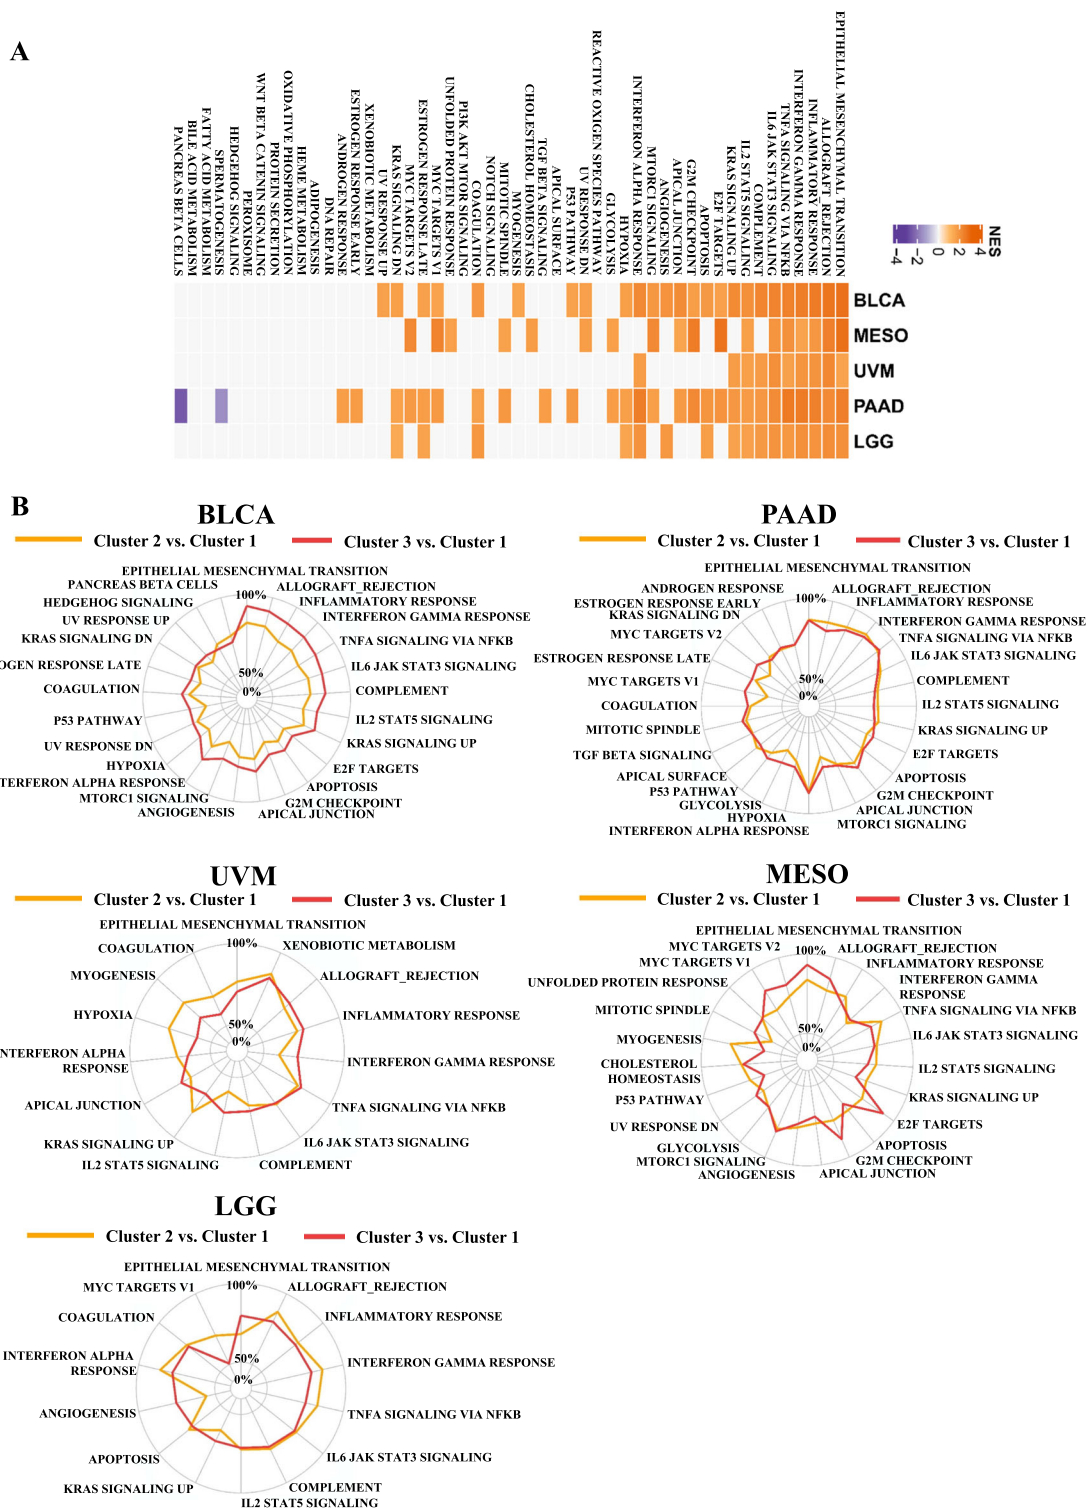 A
PANCREAS BETA CELLS
BILE ACID METABOLISM
FATTY ACID METABOLISM
SPERMATOGENESIS
HEDGEHOG SIGNALING
PEROXISOME
WNT BETA CATENIN SIGNALING
PROTEIN SECRETION
OXIDATIVE PHOSPHORYLATION
HEME METABOLISM
ADIPOGENESIS
DNA REPAIR
ANDROGEN RESPONSE
ESTROGEN RESPONSE EARLY
XENOBIOTIC METABOLISM
UV RESPONSE UP
KRAS SIGNALING DN
MYC TARGETS V2
ESTROGEN RESPONSE LATE
MYC TARGETS V1
UNFOLDED PROTEIN RESPONSE
PI3K AKT MTOR SIGNALING
COAGULATION
NOTCH SIGNALING
MITOTIC SPINDLE
MYOGENESIS
CHOLESTEROL HOMEOSTASIS
TGF BETA SIGNALING
APICAL SURFACE
P53 PATHWAY
UV RESPONSE DN
REACTIVE OXIGEN SPECIES PATHWAY
GLYCOLYSIS
HYPOXIA
INTERFERON ALPHA RESPONSE
MTORC1 SIGNALING
ANGIOGENESIS
APICAL JUNCTION
G2M CHECKPOINT
APOPTOSIS
E2F TARGETS
KRAS SIGNALING UP
IL2 STAT5 SIGNALING
COMPLEMENT
IL6 JAK STAT3 SIGNALING
TNFA SIGNALING VIA NFKB
INTERFERON GAMMA RESPONSE
INFLAMMATORY RESPONSE
ALLOGRAFT_REJECTION
EPITHELIAL MESENCHYMAL TRANSITION
NES
-4 -2 0 2 4
BLCA
MESO
UVM
PAAD
LGG
B
BLCA
Cluster 2 vs. Cluster 1 Cluster 3 vs. Cluster 1
EPITHELIAL MESENCHYMAL TRANSITION
ALLOGRAFT_REJECTION
INFLAMMATORY RESPONSE
INTERFERON GAMMA RESPONSE
TNFA SIGNALING VIA NFKB
IL6 JAK STAT3 SIGNALING
COMPLEMENT
IL2 STAT5 SIGNALING
KRAS SIGNALING UP
E2F TARGETS
APOPTOSIS
G2M CHECKPOINT
APICAL JUNCTION
ANGIOGENESIS
MTORC1 SIGNALING
TERFERON ALPHA RESPONSE
HYPOXIA
UV RESPONSE DN
P53 PATHWAY
COAGULATION
OGEN RESPONSE LATE
KRAS SIGNALING DN
UV RESPONSE UP
HEDGEHOG SIGNALING
PANCREAS BETA CELLS
100%
50%
0%
PAAD
Cluster 2 vs. Cluster 1 Cluster 3 vs. Cluster 1
EPITHELIAL MESENCHYMAL TRANSITION
ALLOGRAFT_REJECTION
INFLAMMATORY RESPONSE
INTERFERON GAMMA RESPONSE
TNFA SIGNALING VIA NFKB
IL6 JAK STAT3 SIGNALING
COMPLEMENT
IL2 STAT5 SIGNALING
KRAS SIGNALING UP
E2F TARGETS
APOPTOSIS
G2M CHECKPOINT
APICAL JUNCTION
MTORC1 SIGNALING
INTERFERON ALPHA RESPONSE
HYPOXIA
GLYCOLYSIS
P53 PATHWAY
APICAL SURFACE
TGF BETA SIGNALING
MITOTIC SPINDLE
COAGULATION
MYC TARGETS V1
ESTROGEN RESPONSE LATE
MYC TARGETS V2
KRAS SIGNALING DN
ESTROGEN RESPONSE EARLY
ANDROGEN RESPONSE
100%
50%
0%
UVM
Cluster 2 vs. Cluster 1 Cluster 3 vs. Cluster 1
EPITHELIAL MESENCHYMAL TRANSITION
XENOBIOTIC METABOLISM
ALLOGRAFT_REJECTION
INFLAMMATORY RESPONSE
INTERFERON GAMMA RESPONSE
TNFA SIGNALING VIA NFKB
IL6 JAK STAT3 SIGNALING
COMPLEMENT
IL2 STAT5 SIGNALING
KRAS SIGNALING UP
APICAL JUNCTION
NTERFERON ALPHA
RESPONSE
HYPOXIA
MYOGENESIS
COAGULATION
100%
50%
0%
MESO
Cluster 2 vs. Cluster 1 Cluster 3 vs. Cluster 1
EPITHELIAL MESENCHYMAL TRANSITION
ALLOGRAFT_REJECTION
INFLAMMATORY RESPONSE
INTERFERON GAMMA
RESPONSE
TNFA SIGNALING VIA NFKB
IL6 JAK STAT3 SIGNALING
IL2 STAT5 SIGNALING
KRAS SIGNALING UP
E2F TARGETS
APOPTOSIS
G2M CHECKPOINT
APICAL JUNCTION
ANGIOGENESIS
MTORC1 SIGNALING
GLYCOLYSIS
UV RESPONSE DN
P53 PATHWAY
CHOLESTEROL
HOMEOSTASIS
MYOGENESIS
MITOTIC SPINDLE
UNFOLDED PROTEIN RESPONSE
MYC TARGETS V1
MYC TARGETS V2
100%
50%
0%
LGG
Cluster 2 vs. Cluster 1 Cluster 3 vs. Cluster 1
EPITHELIAL MESENCHYMAL TRANSITION
ALLOGRAFT_REJECTION
INFLAMMATORY RESPONSE
INTERFERON GAMMA RESPONSE
TNFA SIGNALING VIA NFKB
IL6 JAK STAT3 SIGNALING
COMPLEMENT
IL2 STAT5 SIGNALING
KRAS SIGNALING UP
APOPTOSIS
ANGIOGENESIS
INTERFERON ALPHA
RESPONSE
COAGULATION
MYC TARGETS V1
100%
50%
0%